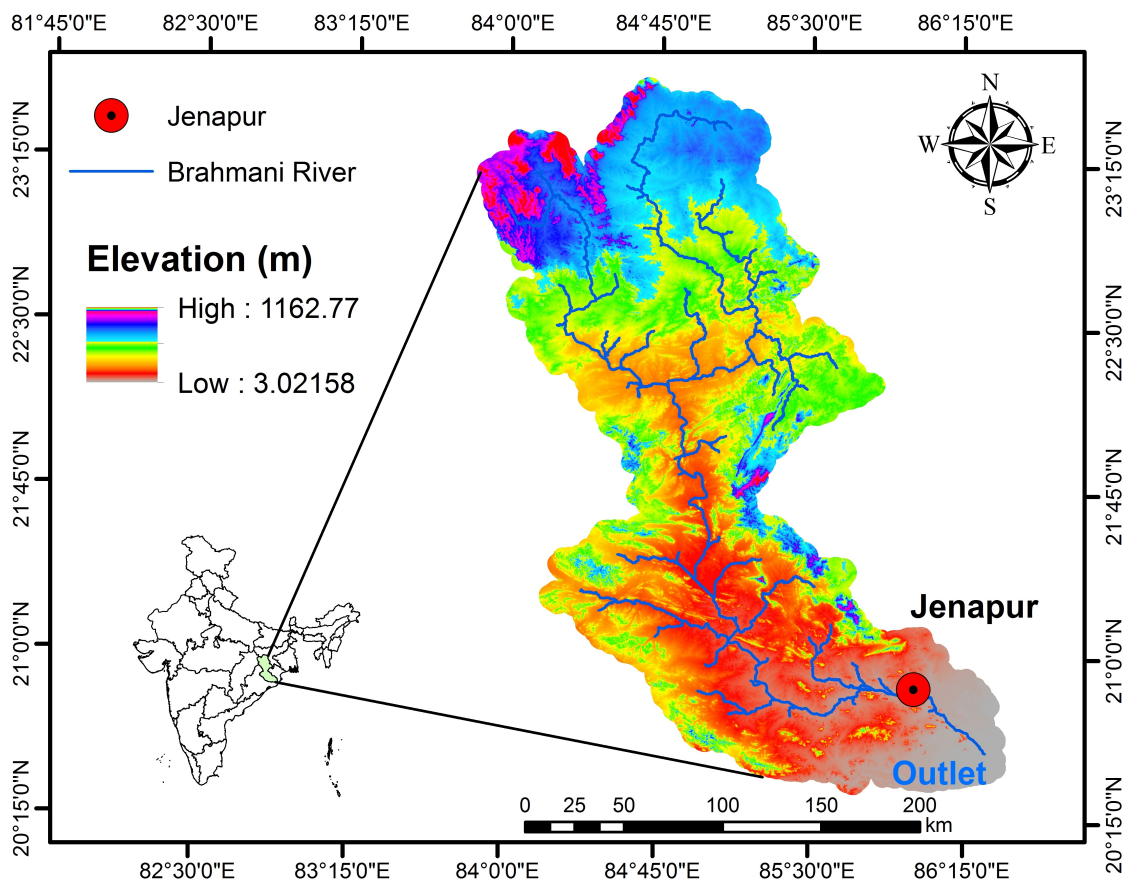 81°45'0"E 82°30'0"E 83°15'0"E 84°0'0"E 84°45'0"E 85°30'0"E 86°15'0"E
N
W E
S
Jenapur
Brahmani River
Elevation (m)
High : 1162.77
Low : 3.02158
23°15'0"N
22°30'0"N
21°45'0"N
21°0'0"N
20°15'0"N
23°15'0"N
22°30'0"N
21°45'0"N
21°0'0"N
20°15'0"N
Jenapur
Outlet
0 25 50 100 150 200
km
82°30'0"E 83°15'0"E 84°0'0"E 84°45'0"E 85°30'0"E 86°15'0"E